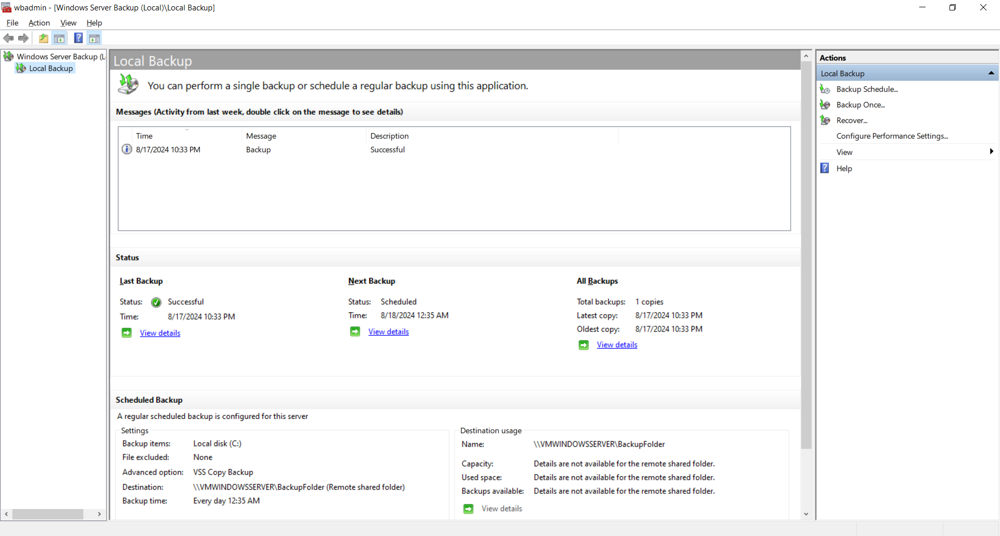 wbadmin - [Windows Server Backup (Local)\Local Backup]
File Action View Help
Windows Server Backup (L
Local Backup
Local Backup
You can perform a single backup or schedule a regular backup using this application.
Messages (Activity from last week, double click on the message to see details)
Time Message Description
8/17/2024 10:33 PM Backup Successful
Status
Last Backup
Status: Successful
Time: 8/17/2024 10:33 PM
View details
Next Backup
Status: Scheduled
Time: 8/18/2024 12:35 AM
View details
All Backups
Total backups: 1 copies
Latest copy: 8/17/2024 10:33 PM
Oldest copy: 8/17/2024 10:33 PM
View details
Scheduled Backup
A regular scheduled backup is configured for this server
Settings
Backup items: Local disk (C:)
File excluded: None
Advanced option: VSS Copy Backup
Destination: \\VMWINDOWSSERVER\BackupFolder (Remote shared folder)
Backup time: Every day 12:35 AM
Destination usage
Name: \\VMWINDOWSSERVER\BackupFolder
Capacity: Details are not available for the remote shared folder.
Used space: Details are not available for the remote shared folder.
Backups available: Details are not available for the remote shared folder.
View details
Actions
Local Backup
Backup Schedule...
Backup Once...
Recover...
Configure Performance Settings...
View
Help